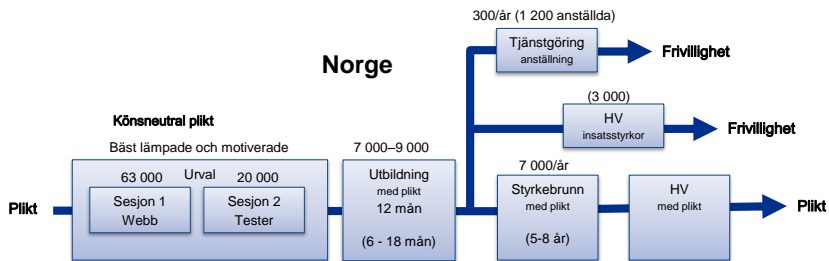 300/år (1 200 anställda)
Tjänstgöring
anställning
Frivillighet
Norge
(3 000)
HV
insatsstyrkor
Frivillighet
Könsneutral plikt
Bäst lämpade och motiverade
7 000–9 000
7 000/år
63 000
Urval
20 000
Plikt
Sesjon 1
Webb
Sesjon 2
Tester
Utbildning
med plikt
12 mån
(6 - 18 mån)
Styrkebrunn
med plikt
(5-8 år)
HV
med plikt
Plikt